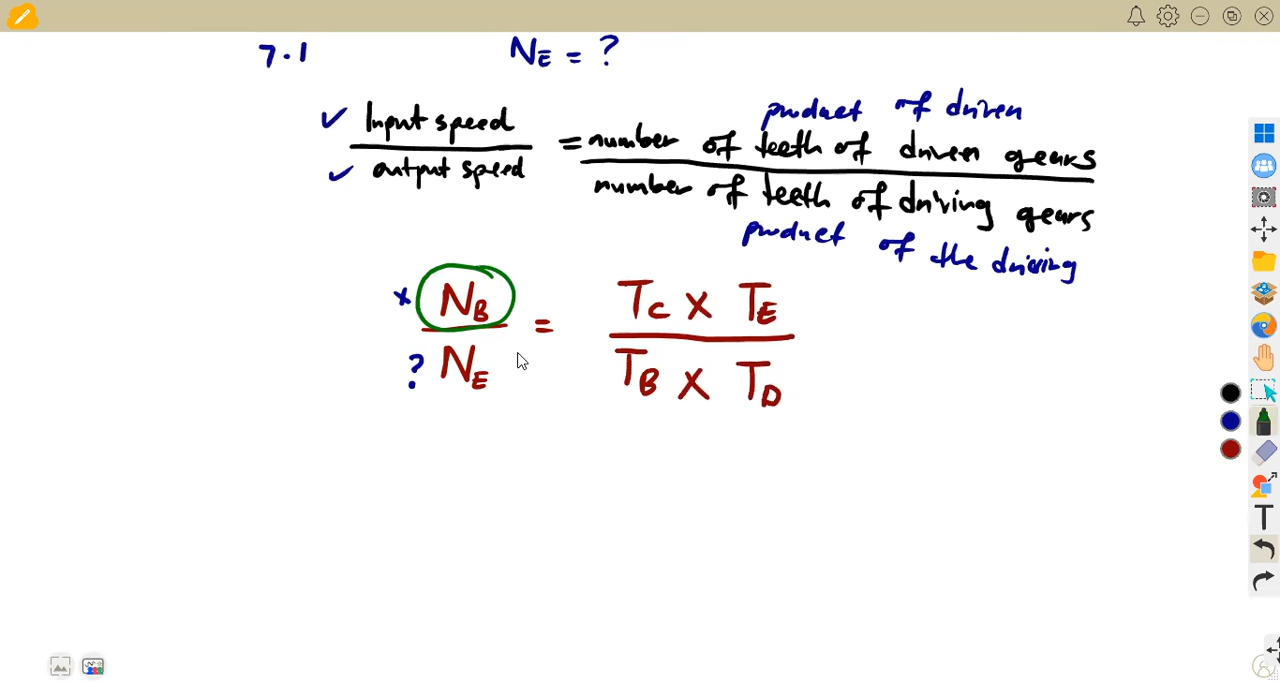 7.1 NE = ?
product of driven
✓ Input speed = number of teeth of driven gears
✓ output speed number of teeth of driving gears
product of the driving
x NB = TC x TE
? NE TB x TD
T